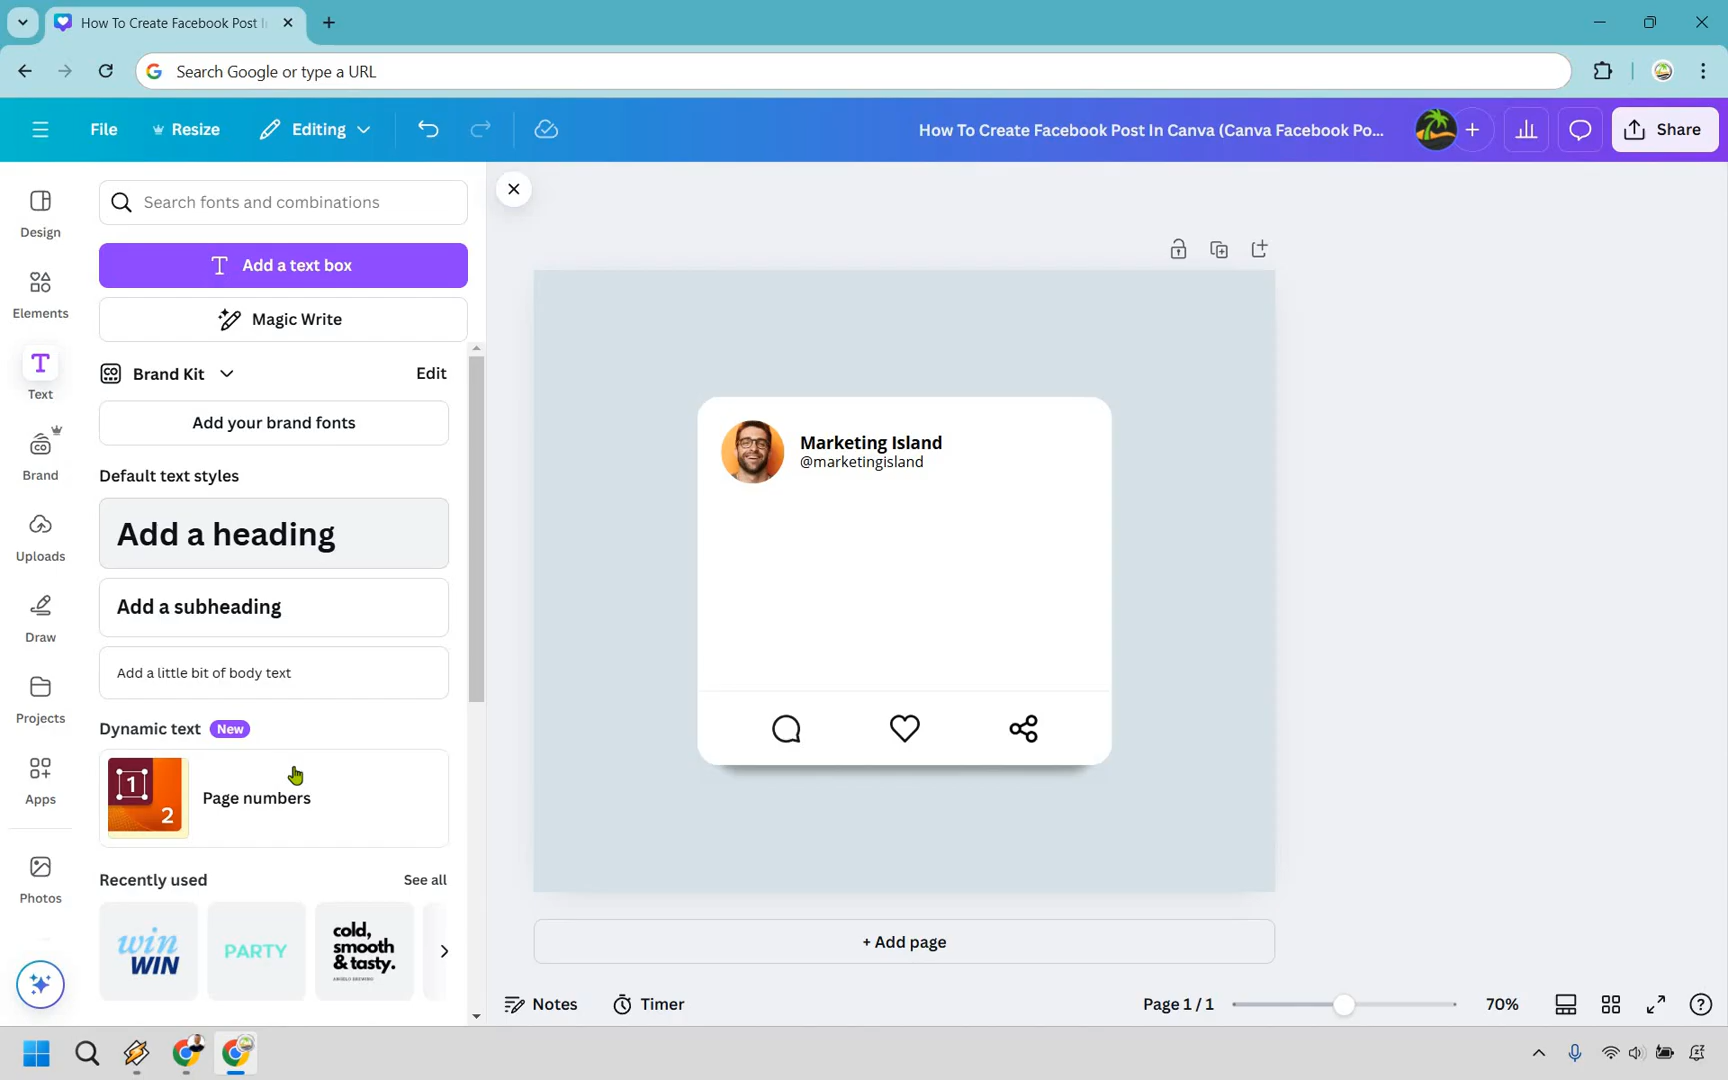 How To Create Facebook Post I
Search Google or type a URL
File
Resize
Editing
How To Create Facebook Post In Canva (Canva Facebook Po...
Share
Design
Elements
Text
Brand
Uploads
Draw
Projects
Apps
Photos
Search fonts and combinations
Add a text box
Magic Write
Brand Kit
Edit
Add your brand fonts
Default text styles
Add a heading
Add a subheading
Add a little bit of body text
Dynamic text New
1
2
Page numbers
Recently used
See all
win
WIN
PARTY
cold,
smooth
& tasty.
Marketing Island
@marketingisland
+ Add page
Notes
Timer
Page 1 / 1
70%